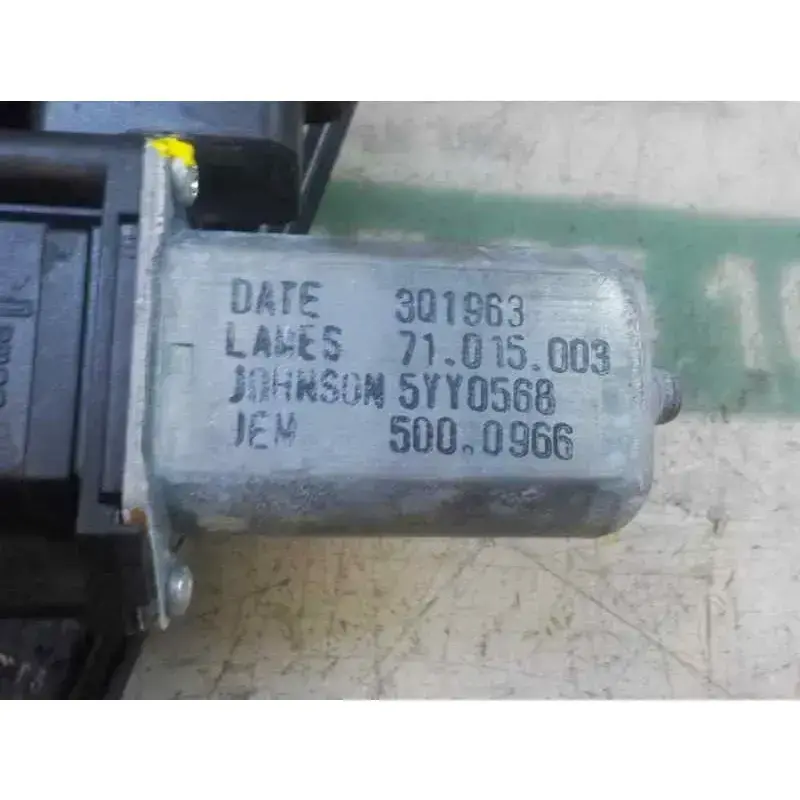 DATE 3Q1963
LAMES 71.015.003
JOHNSON 5YY0568
JEM 500.0966